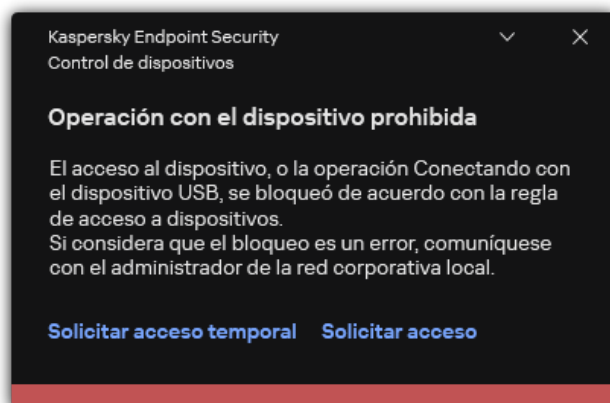 Kaspersky Endpoint Security
Control de dispositivos
Operación con el dispositivo prohibida
El acceso al dispositivo, o la operación Conectando con
el dispositivo USB, se bloqueó de acuerdo con la regla
de acceso a dispositivos.
Si considera que el bloqueo es un error, comuníquese
con el administrador de la red corporativa local.
Solicitar acceso temporal Solicitar acceso